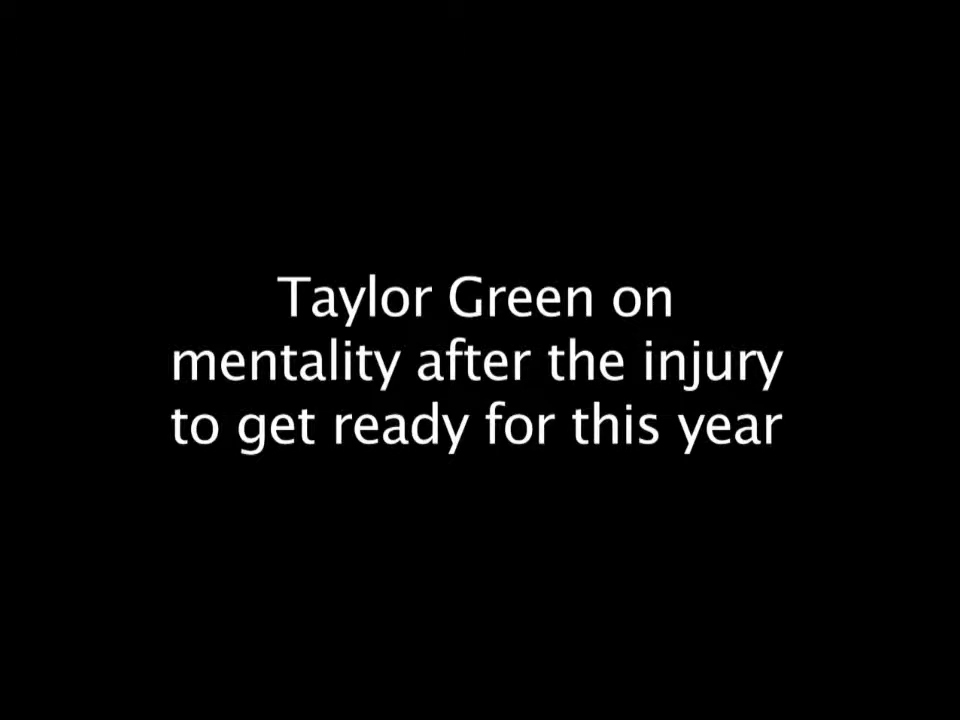 Taylor Green on
mentality after the injury
to get ready for this year